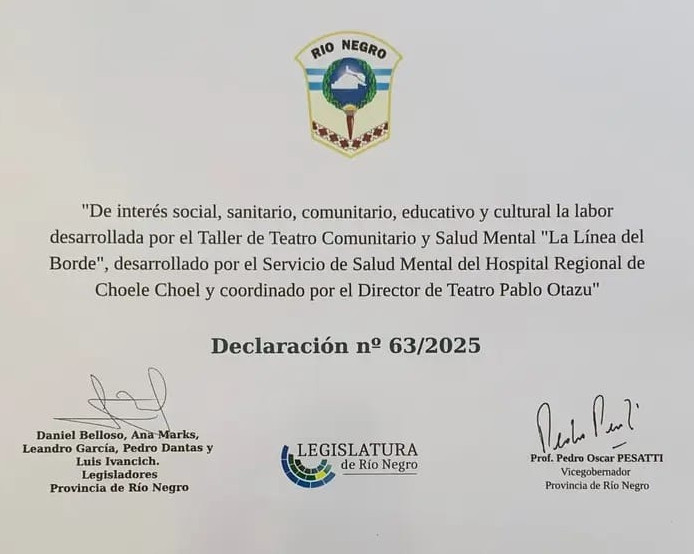 RIO NEGRO
"De interés social, sanitario, comunitario, educativo y cultural la labor
desarrollada por el Taller de Teatro Comunitario y Salud Mental "La Línea del
Borde", desarrollado por el Servicio de Salud Mental del Hospital Regional de
Choele Choel y coordinado por el Director de Teatro Pablo Otazu"
Declaración nº 63/2025
Daniel Belloso, Ana Marks,
Leandro García, Pedro Dantas y
Luis Ivancich.
Legisladores
Provincia de Río Negro
LEGISLATURA
de Río Negro
Prof. Pedro Oscar PESATTI
Vicegobernador
Provincia de Río Negro